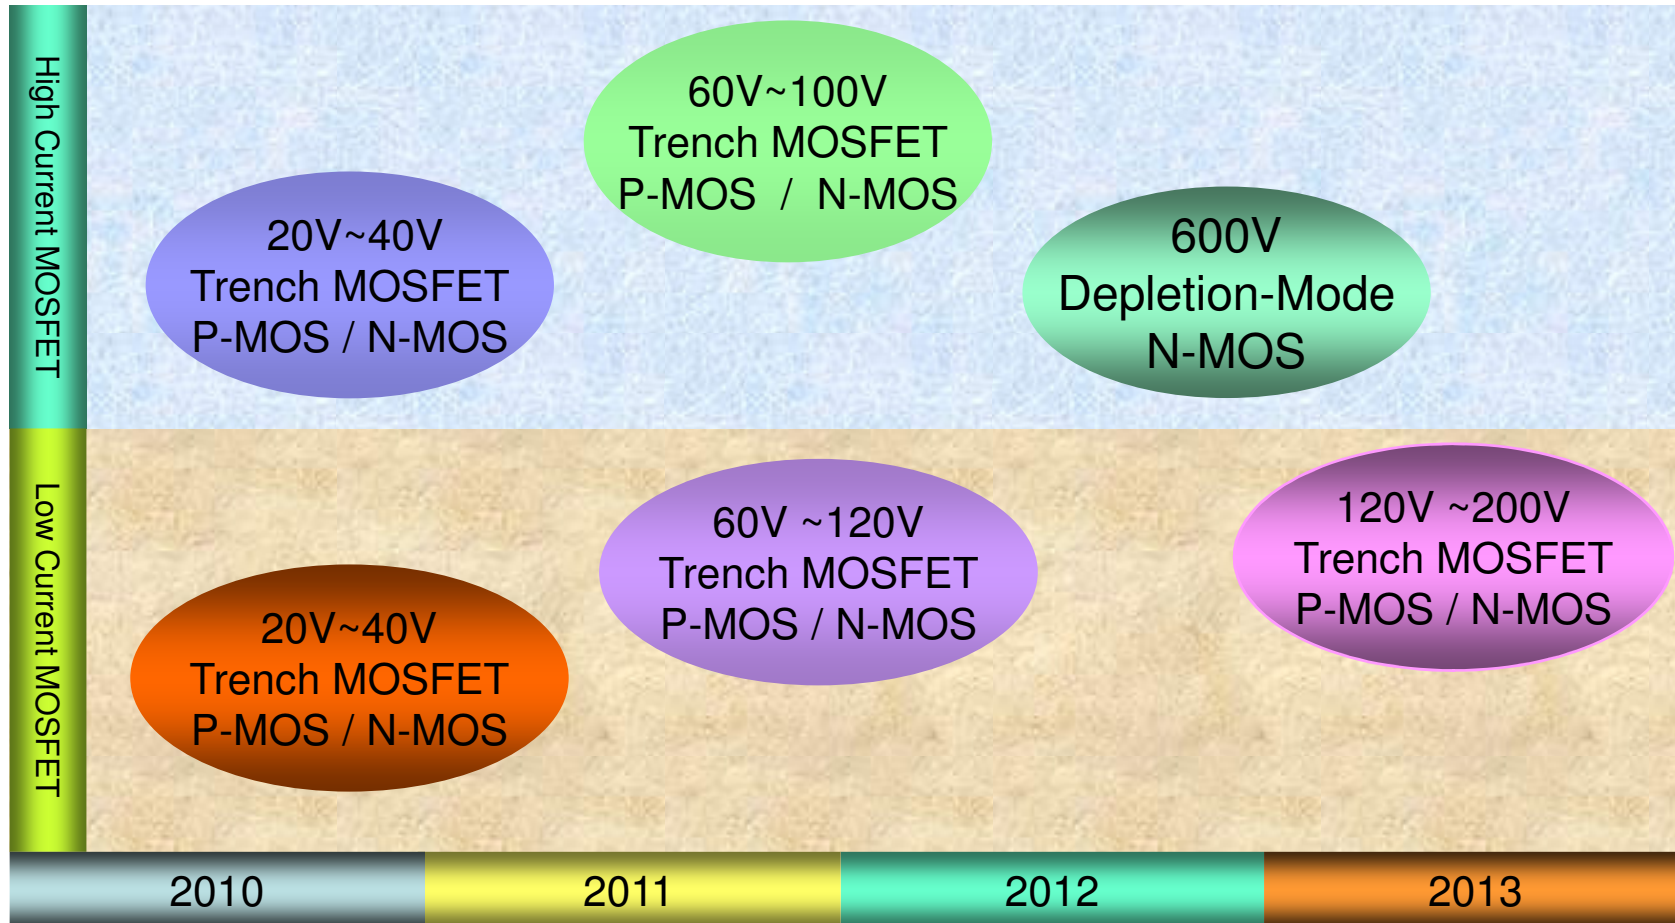 High Current MOSFET
60V~100V
Trench MOSFET
P-MOS / N-MOS
20V~40V
Trench MOSFET
P-MOS / N-MOS
600V
Depletion-Mode
N-MOS
Low Current MOSFET
20V~40V
Trench MOSFET
P-MOS / N-MOS
60V ~120V
Trench MOSFET
P-MOS / N-MOS
120V ~200V
Trench MOSFET
P-MOS / N-MOS
2010
2011
2012
2013